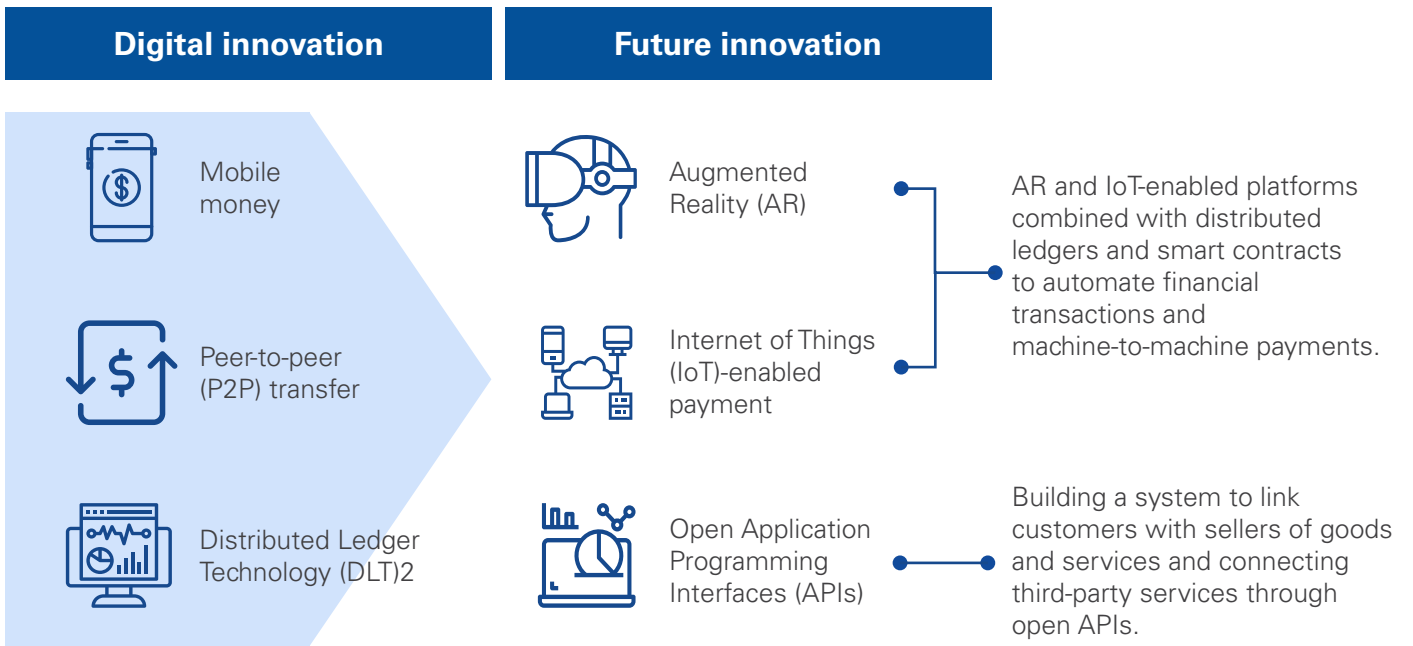 Digital innovation
Future innovation
Mobile
money
Peer-to-peer
(P2P) transfer
Distributed Ledger
Technology (DLT)2
Augmented
Reality (AR)
Internet of Things
(IoT)-enabled
payment
Open Application
Programming
Interfaces (APIs)
AR and IoT-enabled platforms
combined with distributed
ledgers and smart contracts
to automate financial
transactions and
machine-to-machine payments.
Building a system to link
customers with sellers of goods
and services and connecting
third-party services through
open APIs.